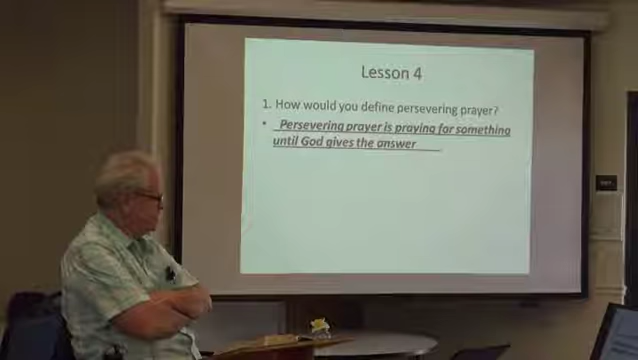 Lesson 4
1. How would you define persevering prayer?
• Persevering prayer is praying for something
until God gives the answer